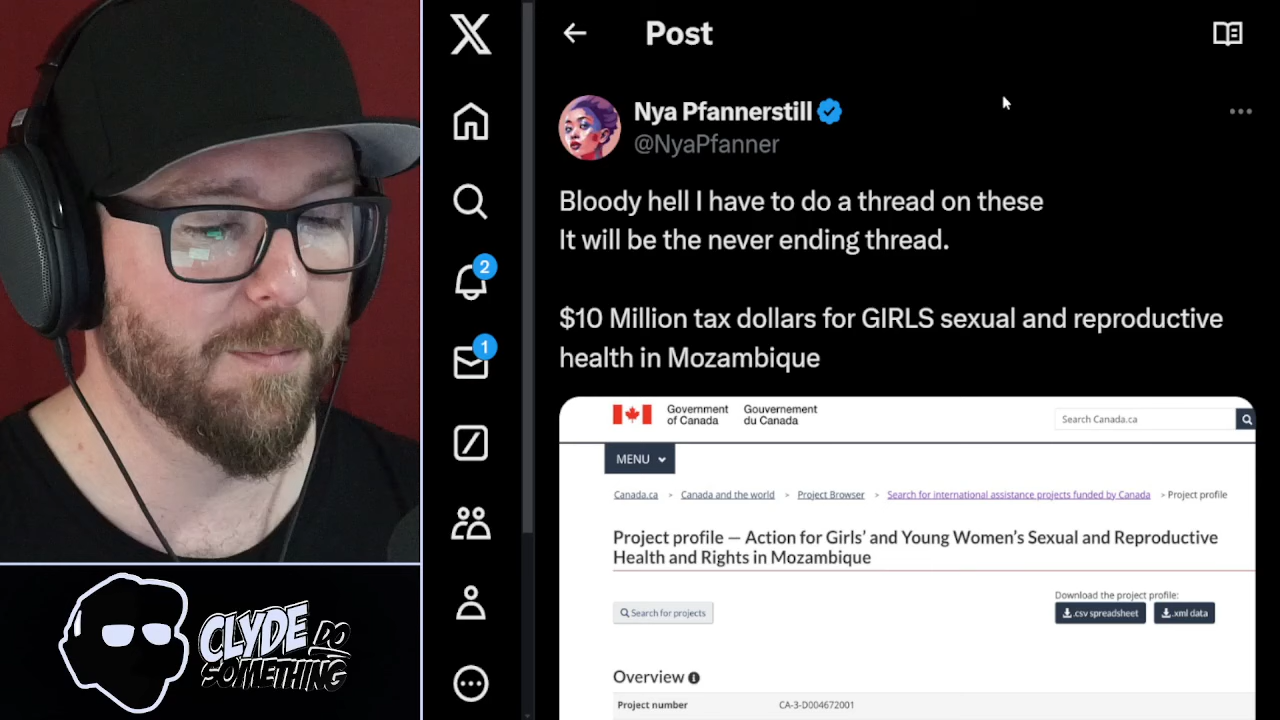 Post
Nya Pfannerstill
@NyaPfanner
Bloody hell I have to do a thread on these
It will be the never ending thread.
$10 Million tax dollars for GIRLS sexual and reproductive
health in Mozambique
2
1
Government of Canada
Gouvernement du Canada
Search Canada.ca
MENU
Canada.ca > Canada and the world > Project Browser > Search for international assistance projects funded by Canada > Project profile
Project profile — Action for Girls' and Young Women's Sexual and Reproductive
Health and Rights in Mozambique
Download the project profile:
Search for projects
.csv spreadsheet
.xml data
Overview
Project number CA-3-D004672001
CLYDE DO
SOMETHING